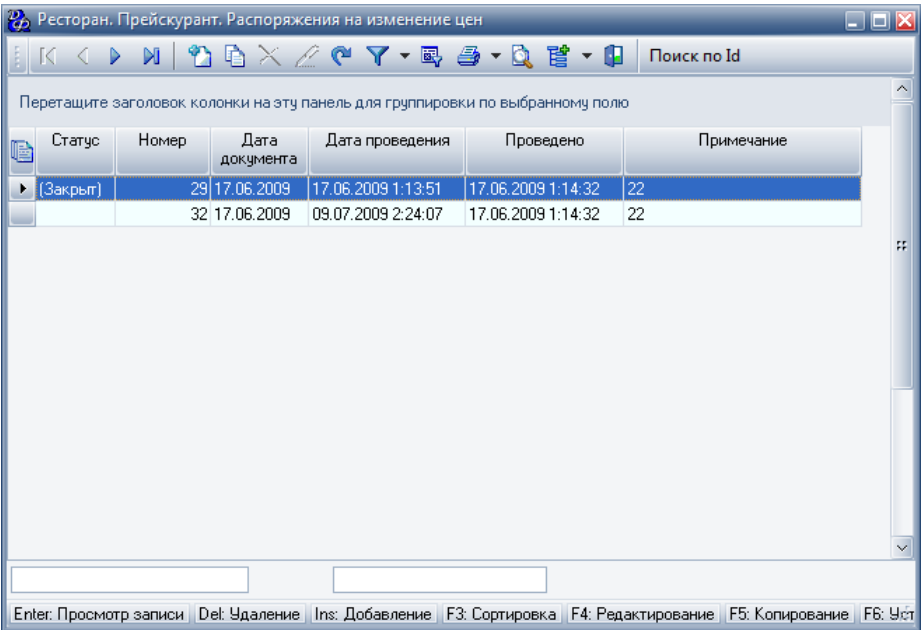 Ресторан. Прейскурант. Распоряжения на изменение цен
Поиск по Id
Перетащите заголовок колонки на эту панель для группировки по выбранному полю
Статус Номер Дата документа Дата проведения Проведено Примечание
(Закрыт) 29 17.06.2009 17.06.2009 1:13:51 17.06.2009 1:14:32 22
32 17.06.2009 09.07.2009 2:24:07 17.06.2009 1:14:32 22
Enter: Просмотр записи Del: Удаление Ins: Добавление F3: Сортировка F4: Редактирование F5: Копирование F6: